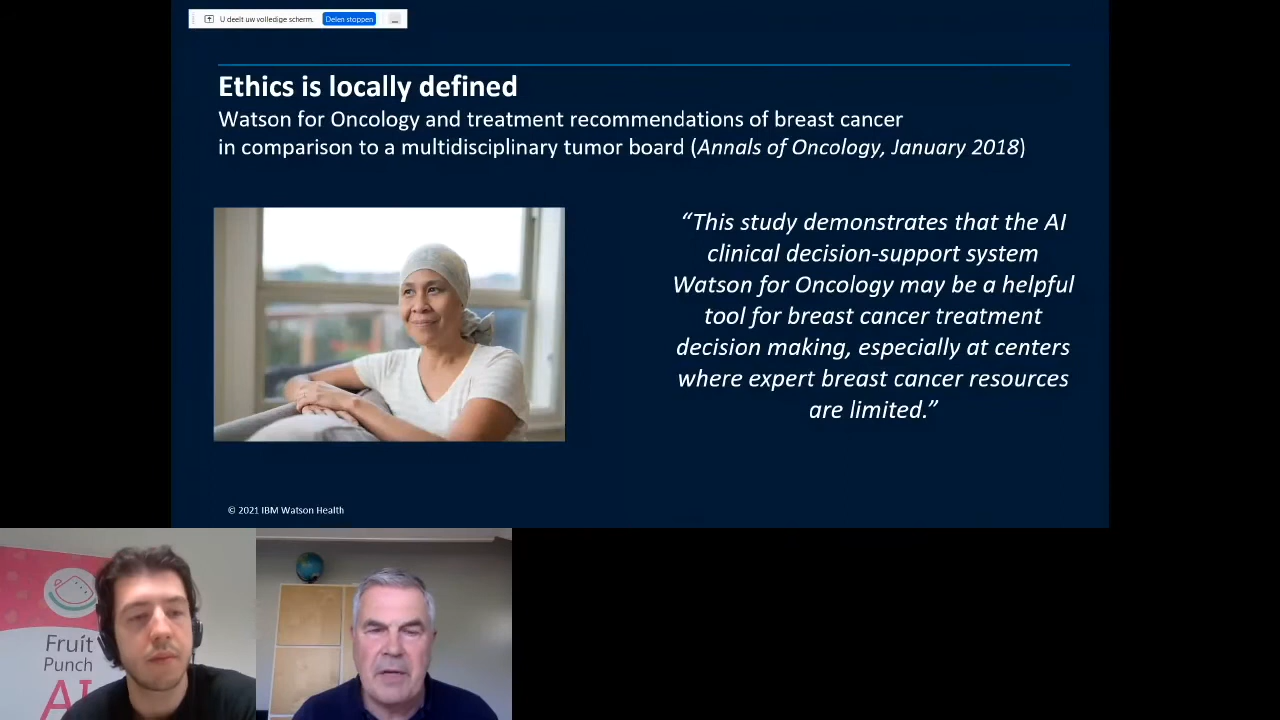 U deelt uw volledige scherm. Delen stoppen
Ethics is locally defined
Watson for Oncology and treatment recommendations of breast cancer
in comparison to a multidisciplinary tumor board (Annals of Oncology, January 2018)
“This study demonstrates that the AI
clinical decision-support system
Watson for Oncology may be a helpful
tool for breast cancer treatment
decision making, especially at centers
where expert breast cancer resources
are limited.”
© 2021 IBM Watson Health
Fruit
Punch
AI